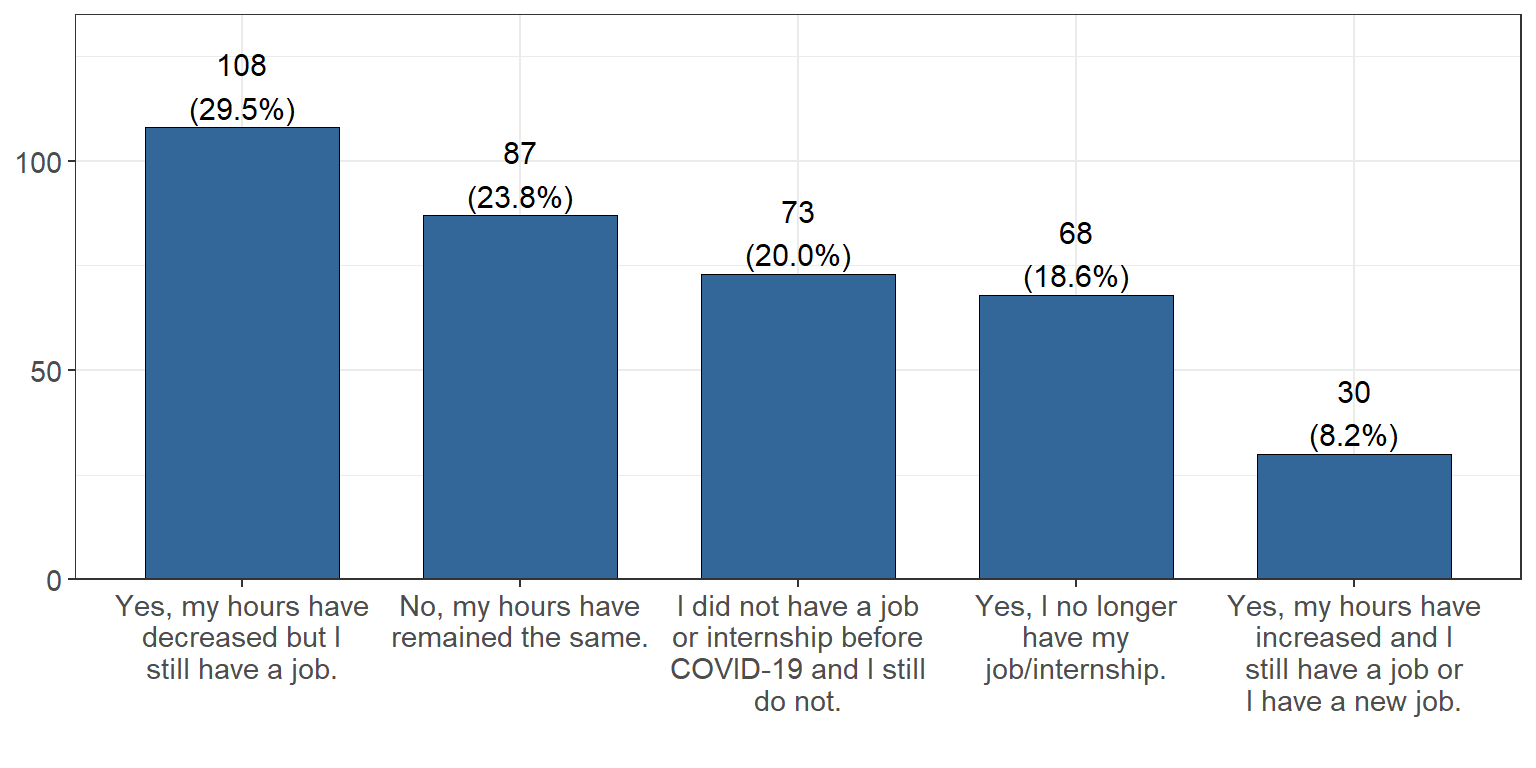 108
(29.5%)
87
(23.8%)
73
(20.0%)
68
(18.6%)
30
(8.2%)
100
50
0
Yes, my hours have
decreased but I
still have a job.
No, my hours have
remained the same.
I did not have a job
or internship before
COVID-19 and I still
do not.
Yes, I no longer
have my
job/internship.
Yes, my hours have
increased and I
still have a job or
I have a new job.